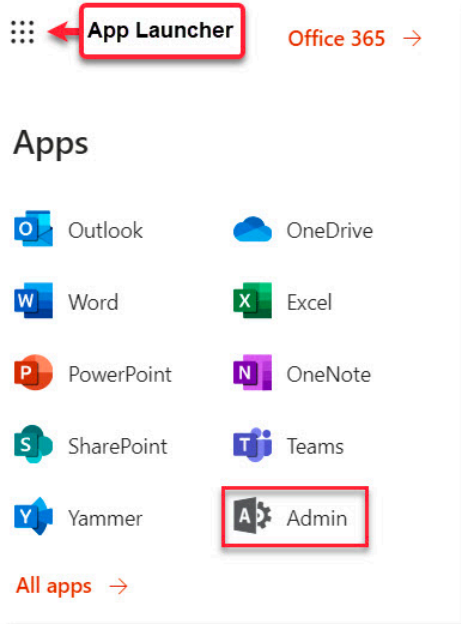 App Launcher
Office 365 →
Apps
Outlook
OneDrive
Word
Excel
PowerPoint
OneNote
SharePoint
Teams
Yammer
Admin
All apps →